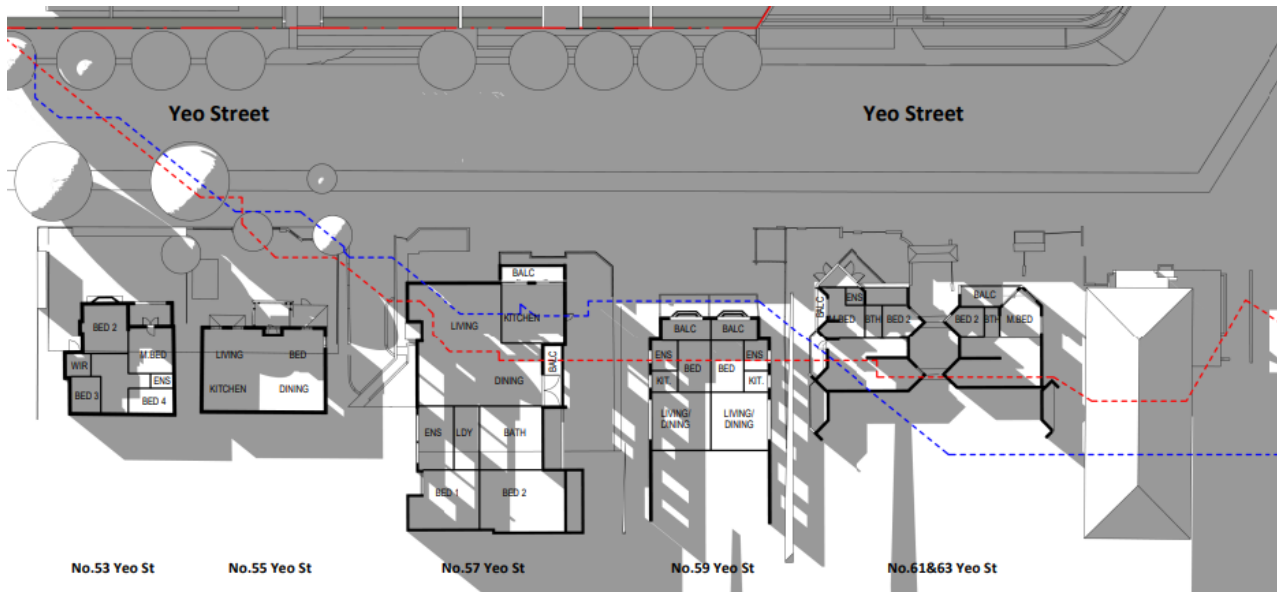 Yeo Street
Yeo Street
BED 2
WIR
M.BED
ENS
BED 3
BED 4
LIVING
BED
KITCHEN
DINING
BALC
LIVING
KITCHEN
BALC
DINING
ENS
LDY
BATH
BED 1
BED 2
BALC
BALC
ENS
BED
BED
ENS
KIT.
KIT.
LIVING/
DINING
LIVING/
DINING
BALC
ENS
M.BED
BTH
BED 2
BALC
BED 2
BTH
M.BED
No.53 Yeo St
No.55 Yeo St
No.57 Yeo St
No.59 Yeo St
No.61&63 Yeo St